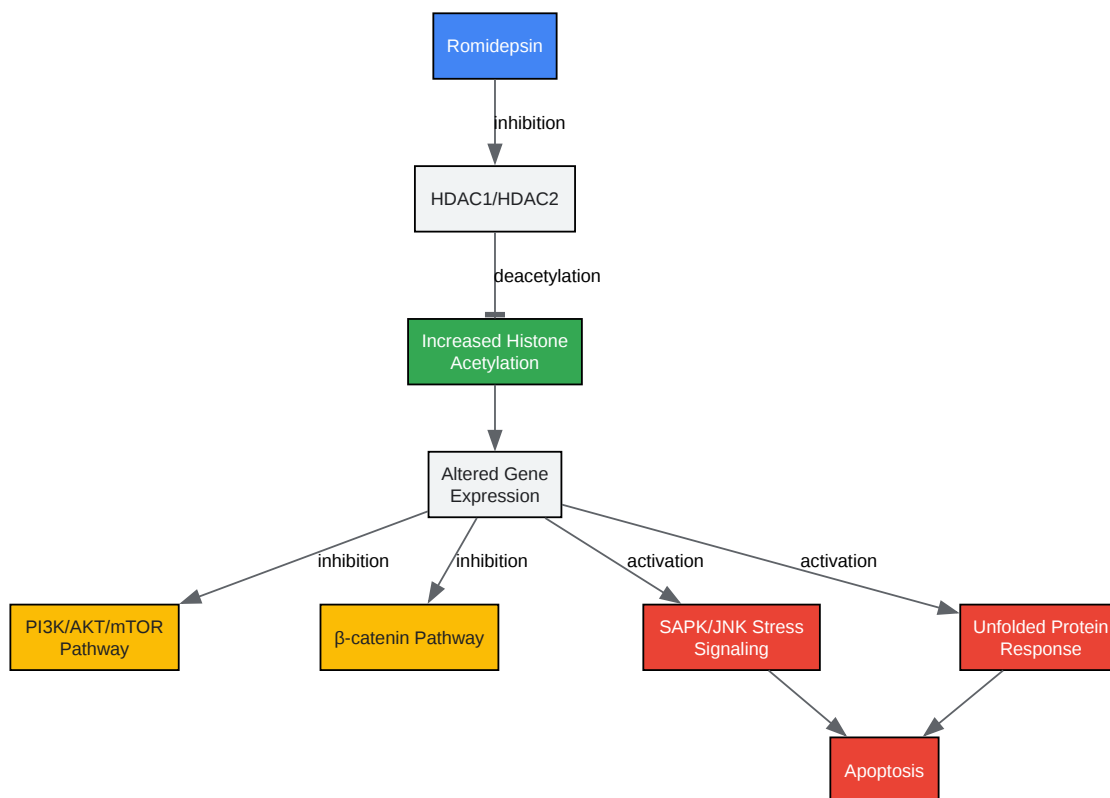 Romidepsin
inhibition
HDAC1/HDAC2
deacetylation
Increased Histone
Acetylation
Altered Gene
Expression
inhibition
inhibition
activation
activation
PI3K/AKT/mTOR
Pathway
β-catenin Pathway
SAPK/JNK Stress
Signaling
Unfolded Protein
Response
Apoptosis